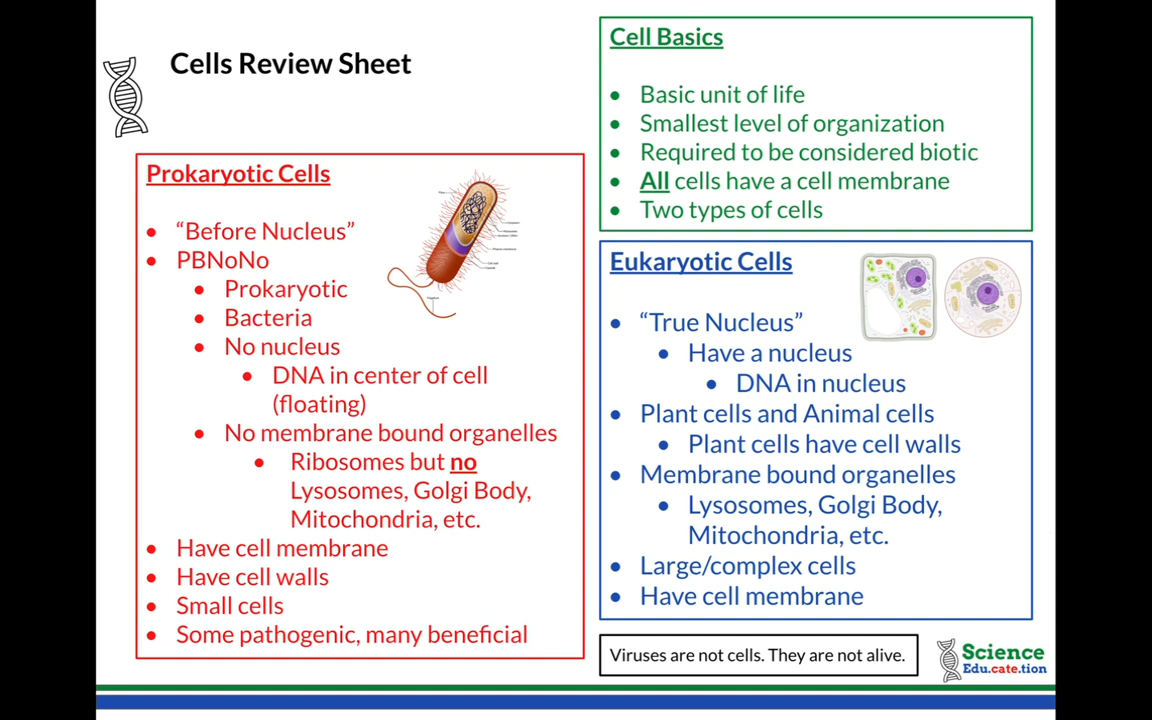 Cells Review Sheet
Prokaryotic Cells
• “Before Nucleus”
• PBNoNo
• Prokaryotic
• Bacteria
• No nucleus
• DNA in center of cell
(floating)
• No membrane bound organelles
• Ribosomes but no
Lysosomes, Golgi Body,
Mitochondria, etc.
• Have cell membrane
• Have cell walls
• Small cells
• Some pathogenic, many beneficial
Cell Basics
• Basic unit of life
• Smallest level of organization
• Required to be considered biotic
• All cells have a cell membrane
• Two types of cells
Eukaryotic Cells
• “True Nucleus”
• Have a nucleus
• DNA in nucleus
• Plant cells and Animal cells
• Plant cells have cell walls
• Membrane bound organelles
• Lysosomes, Golgi Body,
Mitochondria, etc.
• Large/complex cells
• Have cell membrane
Viruses are not cells. They are not alive.
Science
Edu.cate.tion